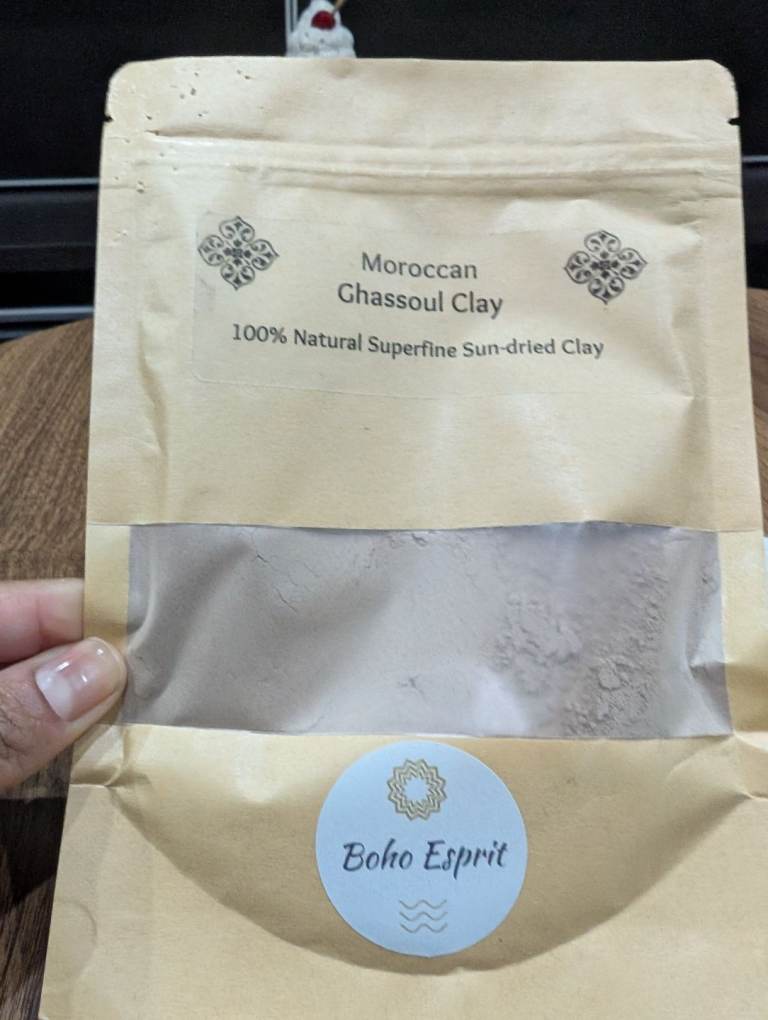 Moroccan
Ghassoul Clay
100% Natural Superfine Sun-dried Clay
Boho Esprit